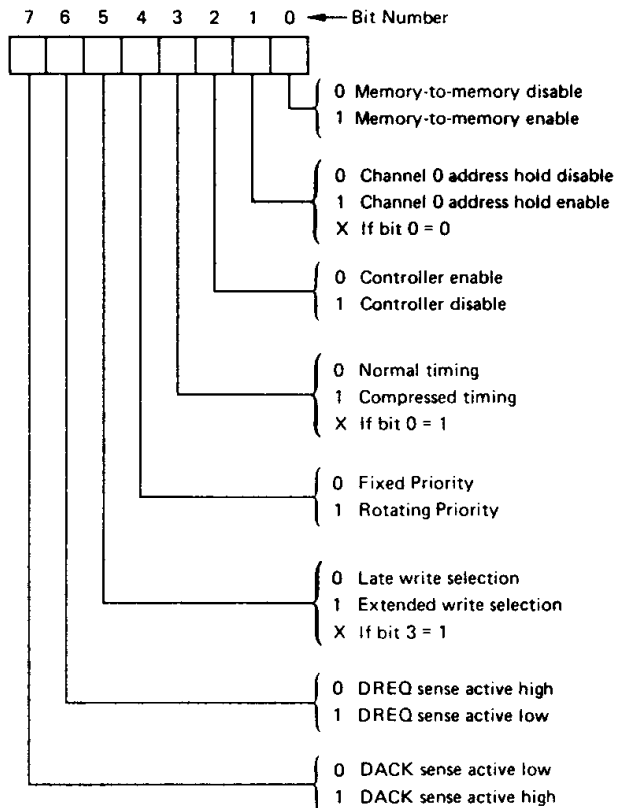 7 6 5 4 3 2 1 0 Bit Number
0 Memory-to-memory disable
1 Memory-to-memory enable
0 Channel 0 address hold disable
1 Channel 0 address hold enable
X If bit 0 = 0
0 Controller enable
1 Controller disable
0 Normal timing
1 Compressed timing
X If bit 0 = 1
0 Fixed Priority
1 Rotating Priority
0 Late write selection
1 Extended write selection
X If bit 3 = 1
0 DREQ sense active high
1 DREQ sense active low
0 DACK sense active low
1 DACK sense active high